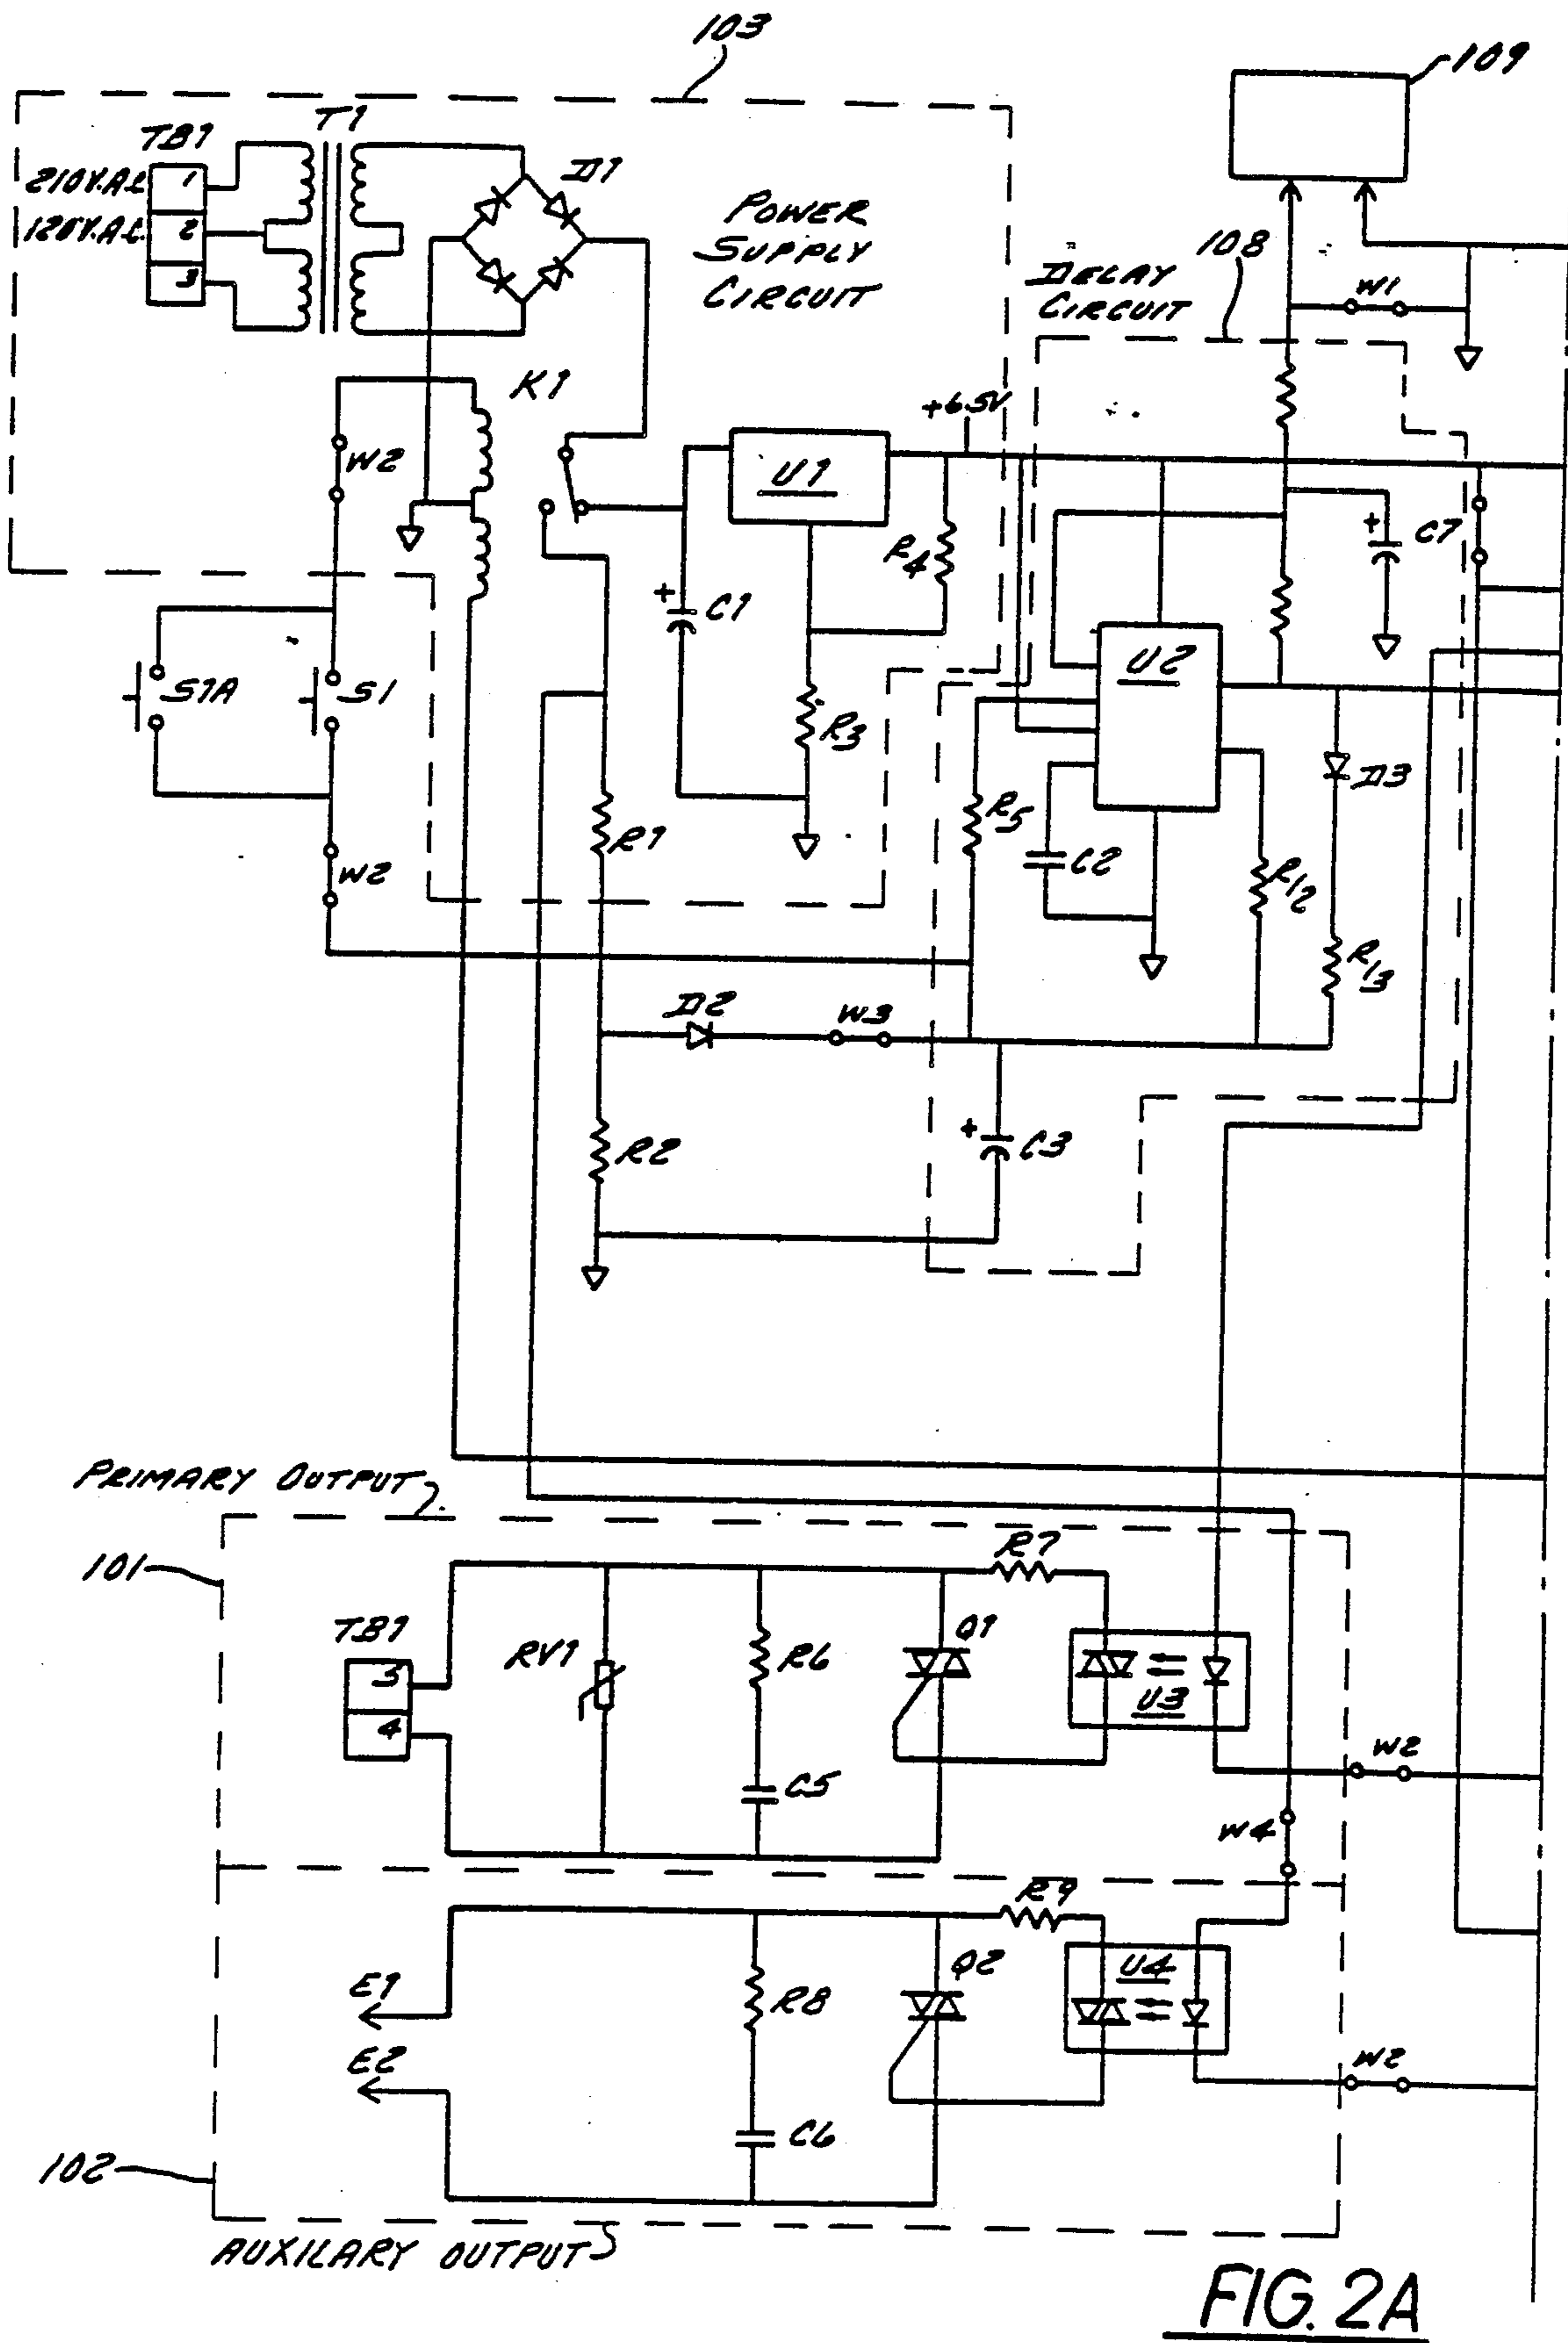 103
109
TB1
T1
D1
210V.A.C.
1
120V.A.C.
2
3
POWER
SUPPLY
CIRCUIT
108
DELAY
CIRCUIT
W1
K1
+6.5V
W2
U1
R4
+
C7
+
C1
U2
S1A
S1
R3
D3
R1
R5
C2
R12
W2
R13
D2
W3
R2
+
C3
PRIMARY OUTPUT
101
R7
TB1
Q1
5
RV1
R6
4
U3
C5
W2
W4
R9
Q2
U4
E1
R8
E2
W2
C6
102
AUXILARY OUTPUT
FIG. 2A